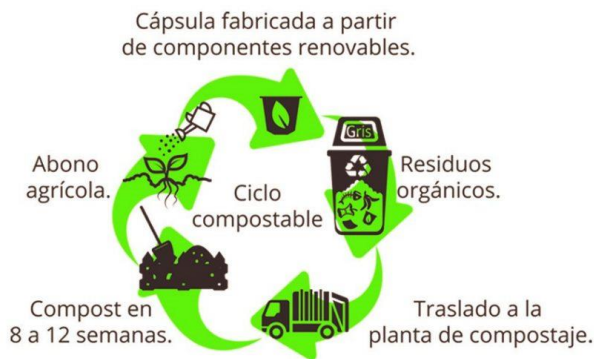 Cápsula fabricada a partir
de componentes renovables.
Gris
Residuos
orgánicos.
Traslado a la
planta de compostaje.
Compost en
8 a 12 semanas.
Abono
agrícola.
Ciclo
compostable